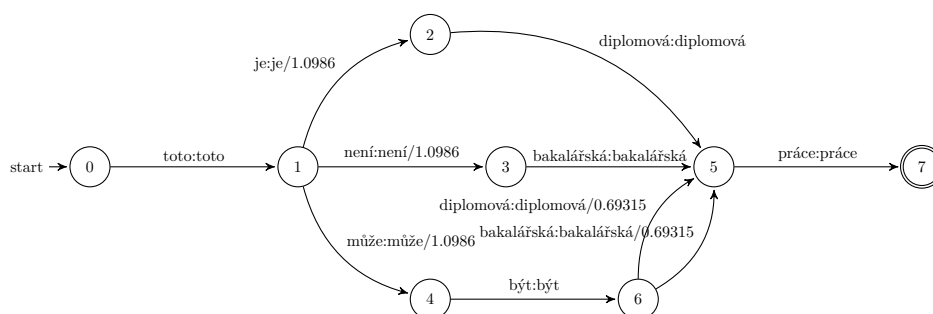 2
diplomová:diplomová
je:je/1.0986
start
0
toto:toto
1
není:není/1.0986
3
bakalářská:bakalářská
5
práce:práce
7
diplomová:diplomová/0.69315
bakalářská:bakalářská/0.69315
může:může/1.0986
být:být
4
6